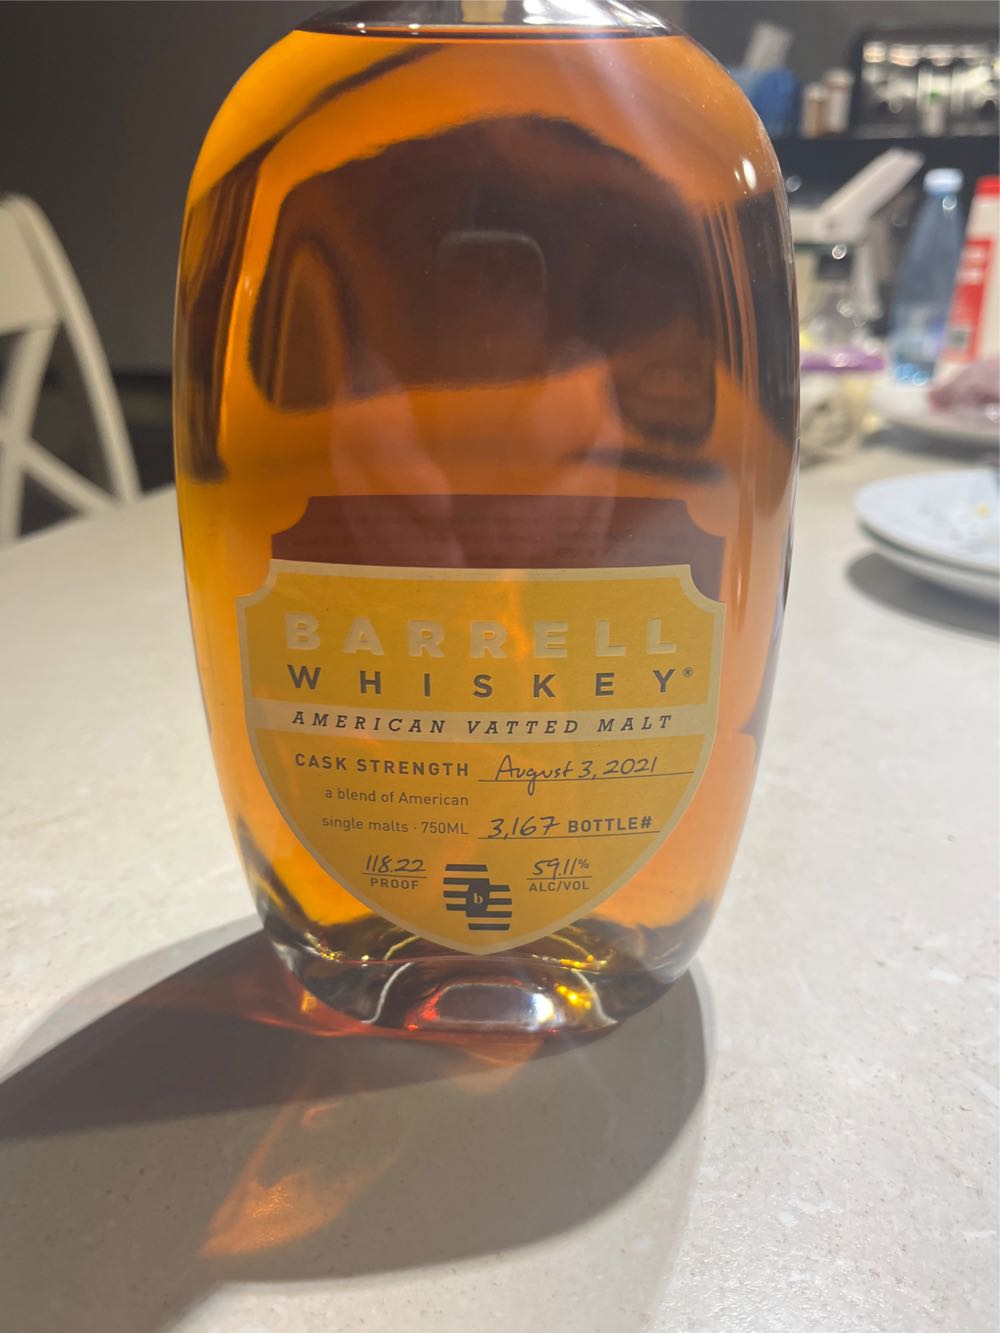 BARRELL
WHISKEY®
AMERICAN VATTED MALT
CASK STRENGTH August 3, 2021
a blend of American
single malts · 750ML 3,167 BOTTLE#
118.22 59.11%
PROOF b ALC/VOL